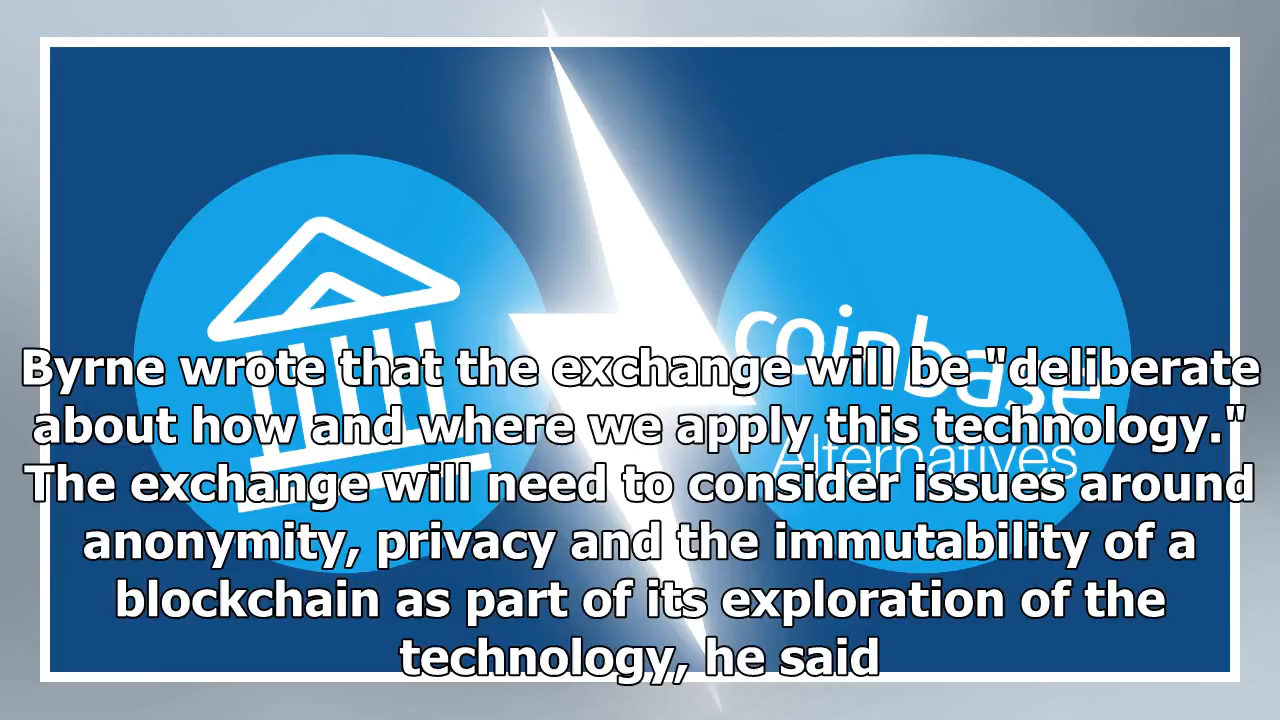 coinbase
Alternatives
Byrne wrote that the exchange will be "deliberate
about how and where we apply this technology."
The exchange will need to consider issues around
anonymity, privacy and the immutability of a
blockchain as part of its exploration of the
technology, he said